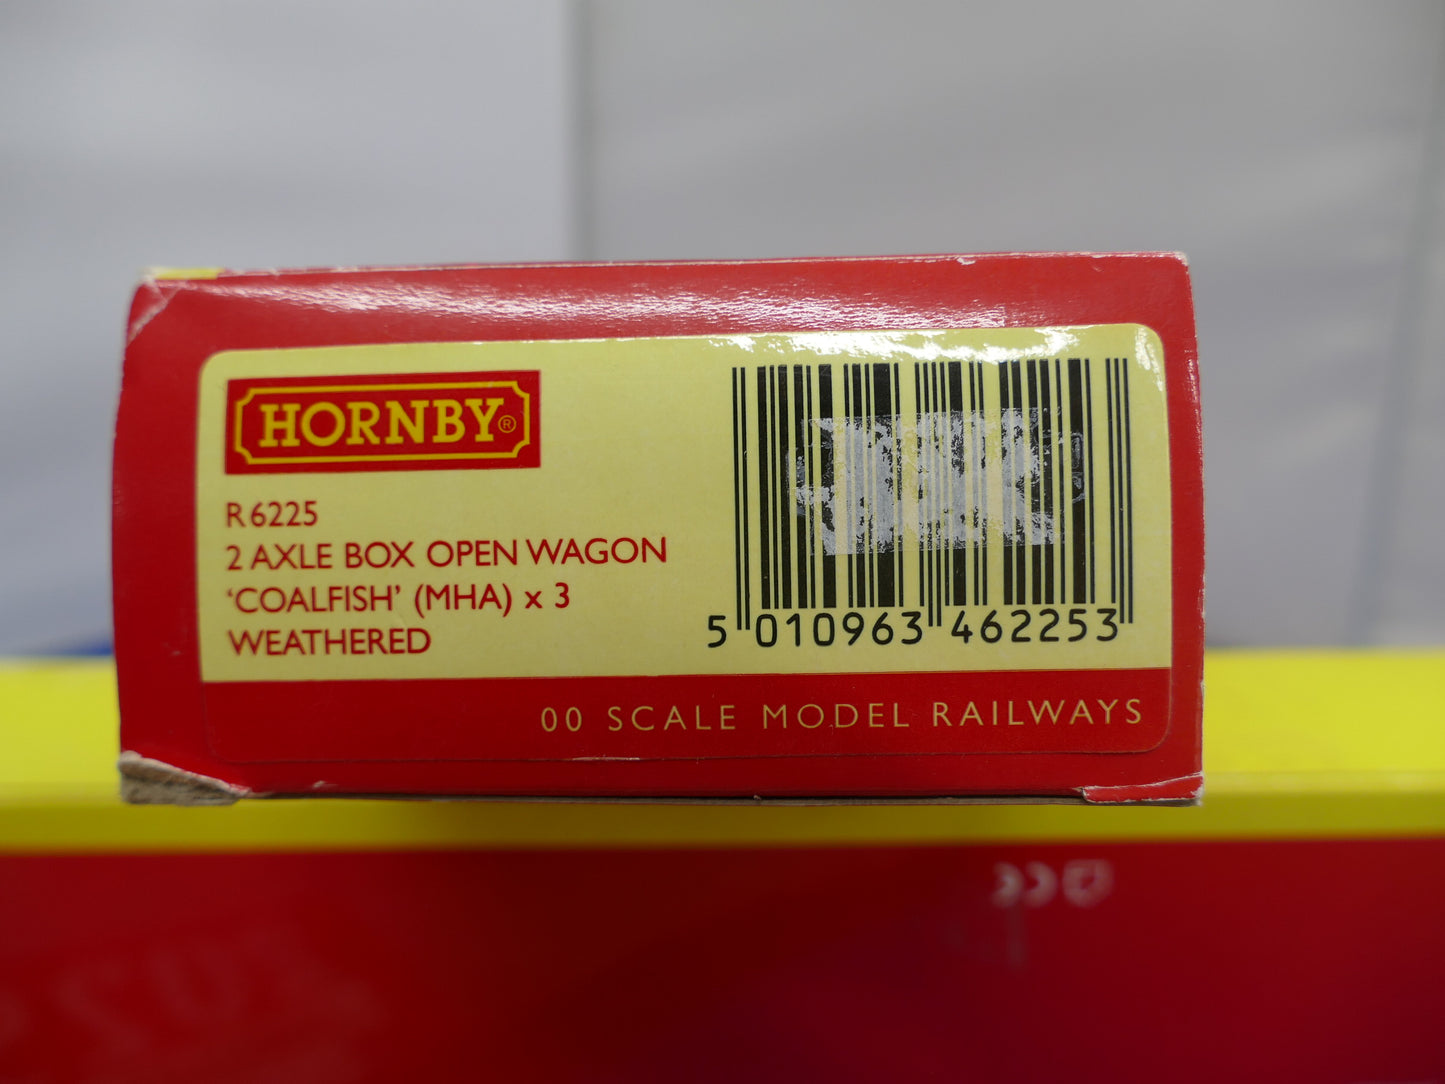 HORNBY®
R6225
2 AXLE BOX OPEN WAGON
‘COALFISH’ (MHA) x 3
WEATHERED
5 010963 462253
00 SCALE MODEL RAILWAYS